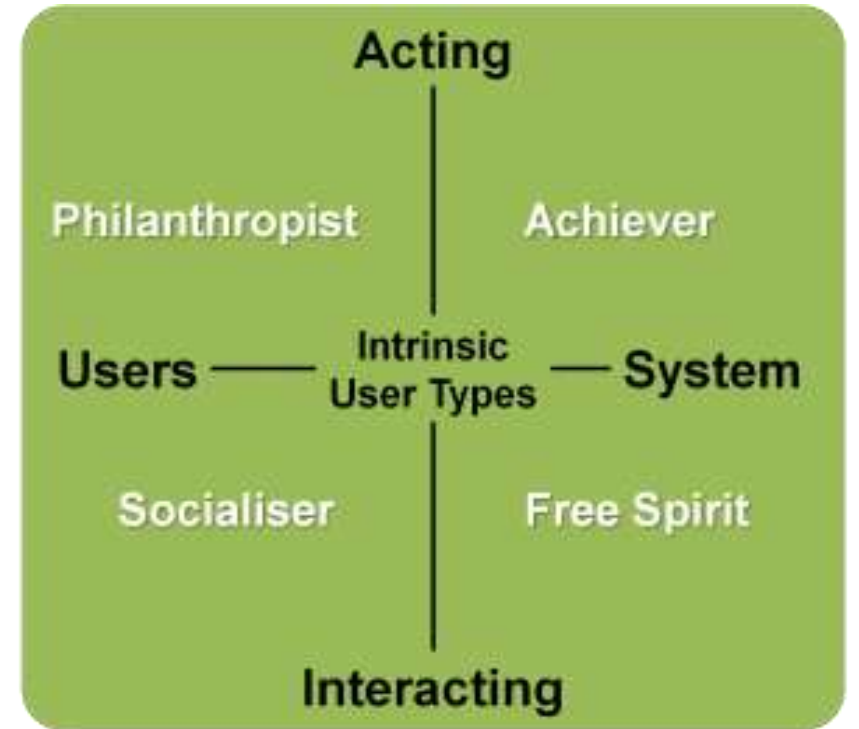 Acting
Philanthropist Achiever
Intrinsic
Users User Types System
Socialiser Free Spirit
Interacting